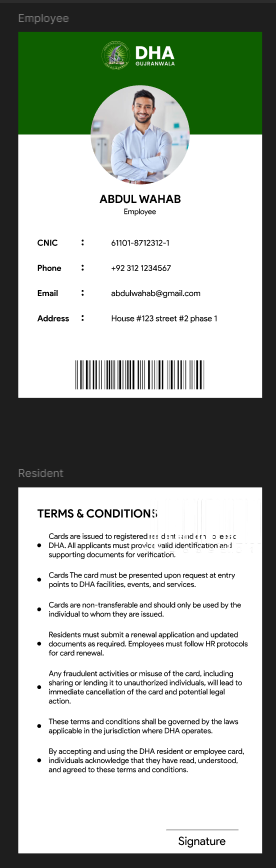 Employee
DHA
GUJRANWALA
ABDUL WAHAB
Employee
CNIC : 61101-8712312-1
Phone : +92 312 1234567
Email : abdulwahab@gmail.com
Address : House #123 street #2 phase 1
Resident
TERMS & CONDITIONS
• Cards are issued to registered residents and employees of
DHA. All applicants must provide valid identification and
supporting documents for verification.
• Cards The card must be presented upon request at entry
points to DHA facilities, events, and services.
• Cards are non-transferable and should only be used by the
individual to whom they are issued.
• Residents must submit a renewal application and updated
documents as required. Employees must follow HR protocols
for card renewal.
• Any fraudulent activities or misuse of the card, including
sharing or lending it to unauthorized individuals, will lead to
immediate cancellation of the card and potential legal
action.
• These terms and conditions shall be governed by the laws
applicable in the jurisdiction where DHA operates.
• By accepting and using the DHA resident or employee card,
individuals acknowledge that they have read, understood,
and agreed to these terms and conditions.
Signature